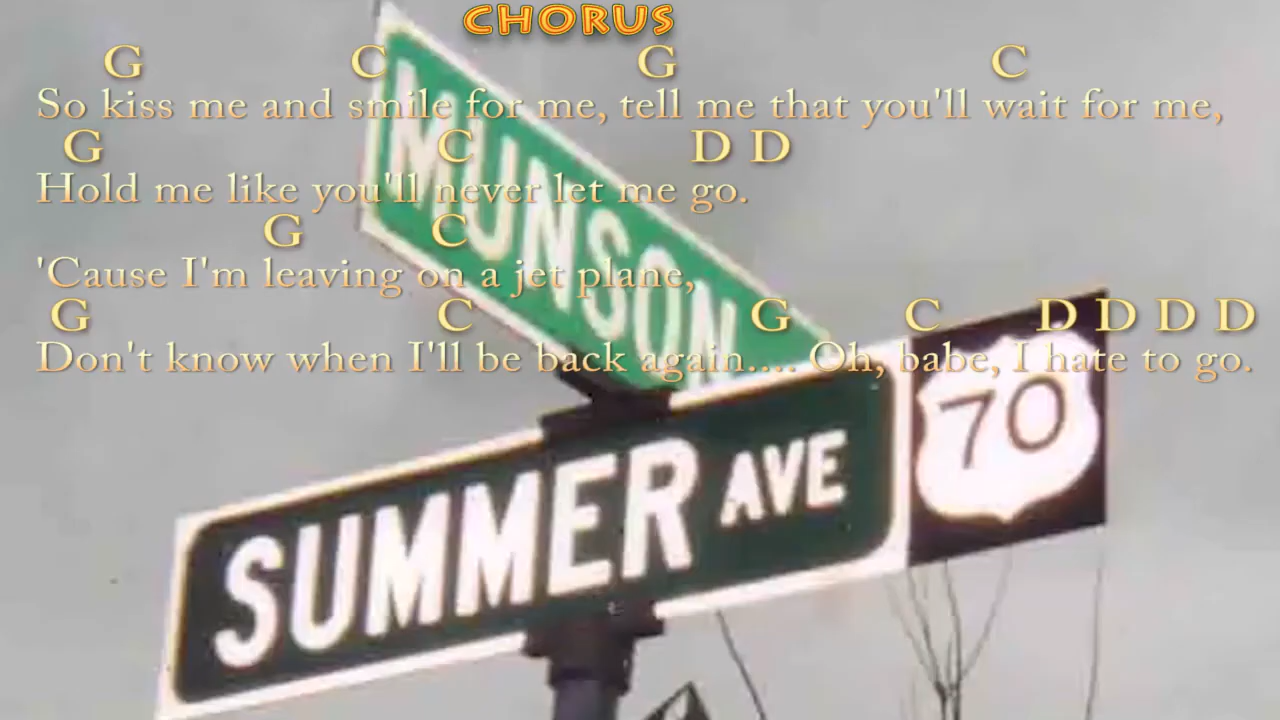 CHORUS
G C G C
So kiss me and smile for me, tell me that you'll wait for me,
G C D D
Hold me like you'll never let me go.
G C
'Cause I'm leaving on a jet plane,
G C G C D D D D
Don't know when I'll be back again.... Oh, babe, I hate to go.
MUNSON
SUMMER AVE
70